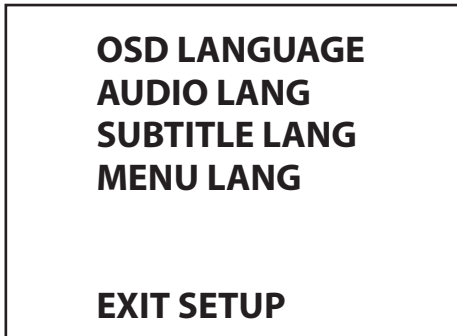 OSD LANGUAGE
AUDIO LANG
SUBTITLE LANG
MENU LANG
EXIT SETUP